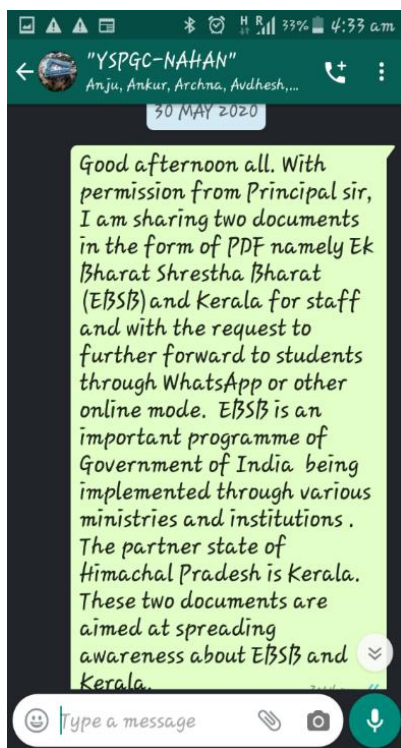 33% 4:33 am
"YSPGC-NAHAN"
Anju, Ankur, Archna, Avdhesh,...
30 MAY 2020
Good afternoon all. With
permission from Principal sir,
I am sharing two documents
in the form of PDF namely Ek
Bharat Shrestha Bharat
(EBSB) and Kerala for staff
and with the request to
further forward to students
through WhatsApp or other
online mode. EBSB is an
important programme of
Government of India being
implemented through various
ministries and institutions .
The partner state of
Himachal Pradesh is Kerala.
These two documents are
aimed at spreading
awareness about EBSB and
Kerala.
Type a message